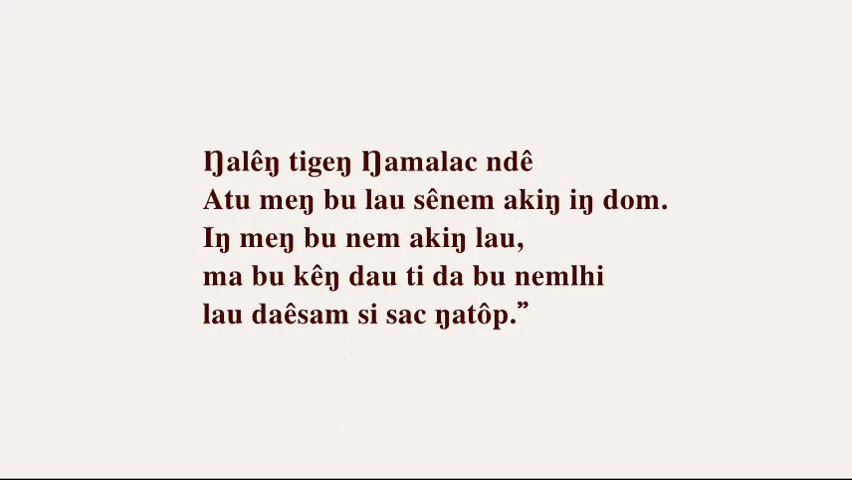 Ŋalêŋ tigeŋ Ŋamalac ndê
Atu meŋ bu lau sênem akiŋ iŋ dom.
Iŋ meŋ bu nem akiŋ lau,
ma bu kêŋ dau ti da bu nemlhi
lau daêsam si sac ŋatôp.”